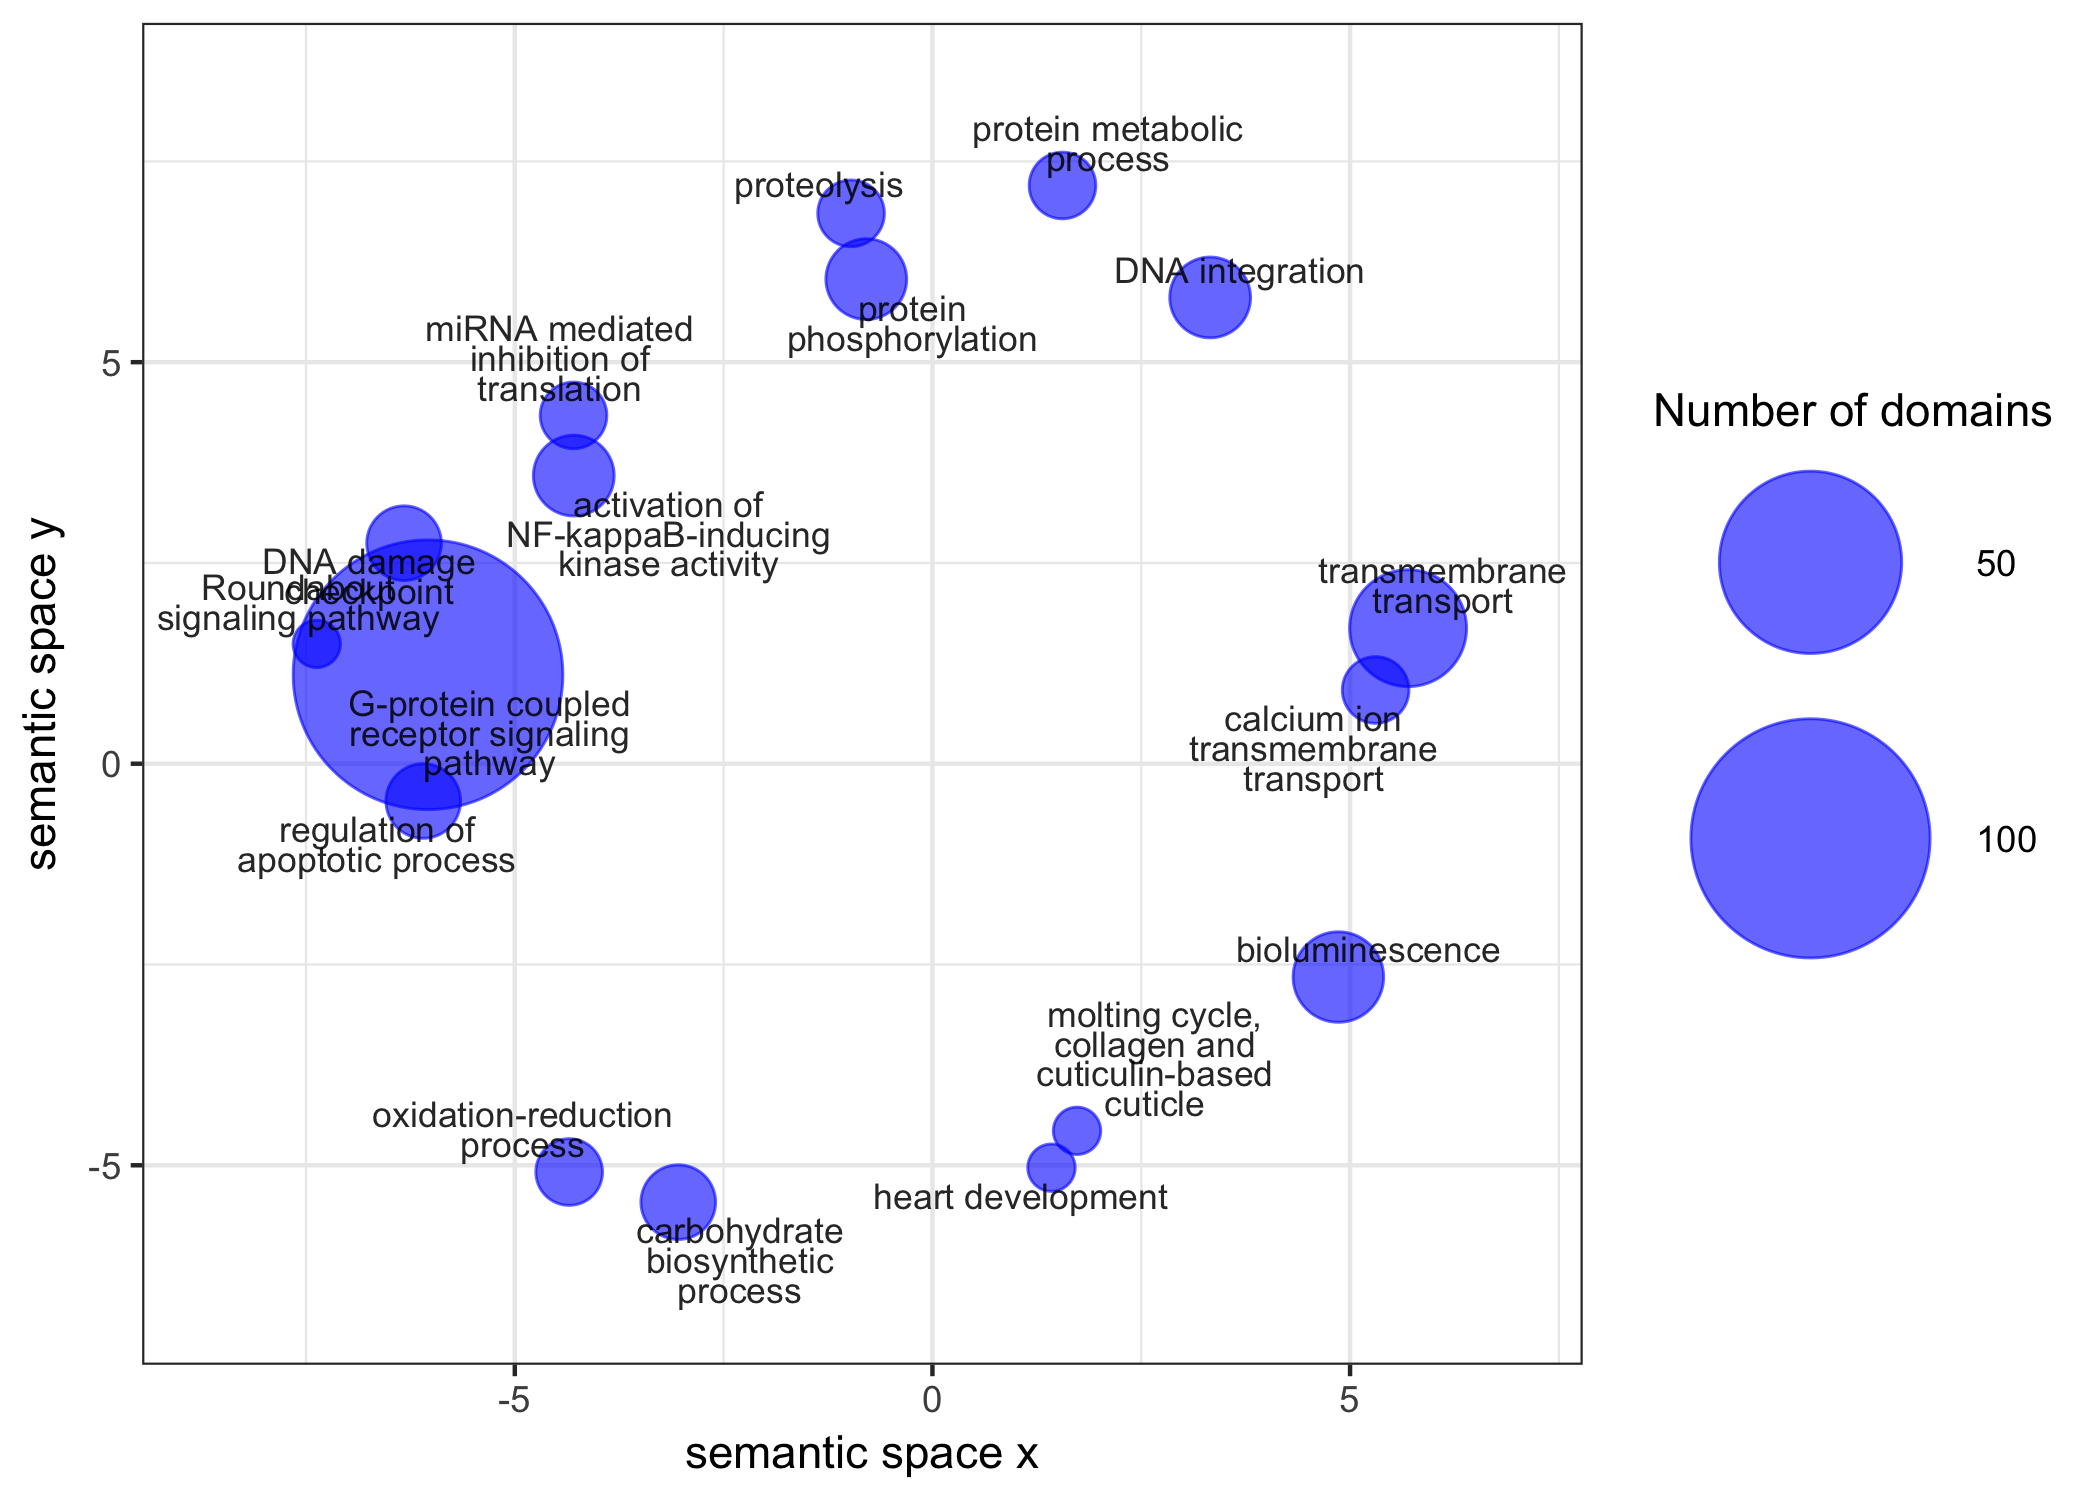 protein metabolic
process
proteolysis
DNA integration
protein
phosphorylation
miRNA mediated
inhibition of
translation
activation of
NF-kappaB-inducing
kinase activity
DNA damage
checkpoint
Roundabout
signaling pathway
G-protein coupled
receptor signaling
pathway
regulation of
apoptotic process
transmembrane
transport
calcium ion
transmembrane
transport
bioluminescence
molting cycle,
collagen and
cuticulin-based
cuticle
heart development
oxidation-reduction
process
carbohydrate
biosynthetic
process
5
0
-5
-5
0
5
semantic space x
semantic space y
Number of domains
50
100